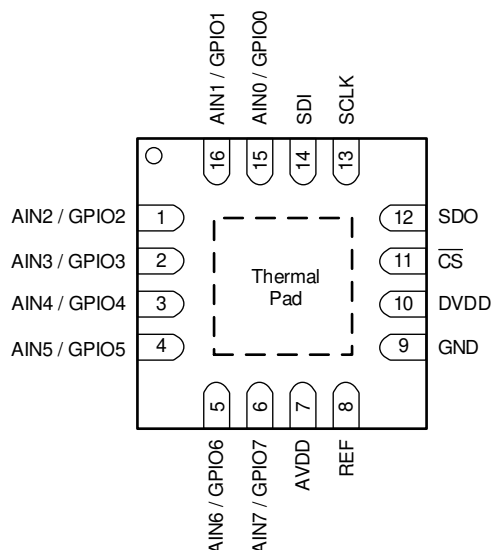 AIN1 / GPIO1
AIN0 / GPIO0
SDI
SCLK
16
15
14
13
AIN2 / GPIO2
1
12
SDO
AIN3 / GPIO3
2
11
CS
AIN4 / GPIO4
3
10
DVDD
AIN5 / GPIO5
4
9
GND
Thermal
Pad
5
6
7
8
AIN6 / GPIO6
AIN7 / GPIO7
AVDD
REF